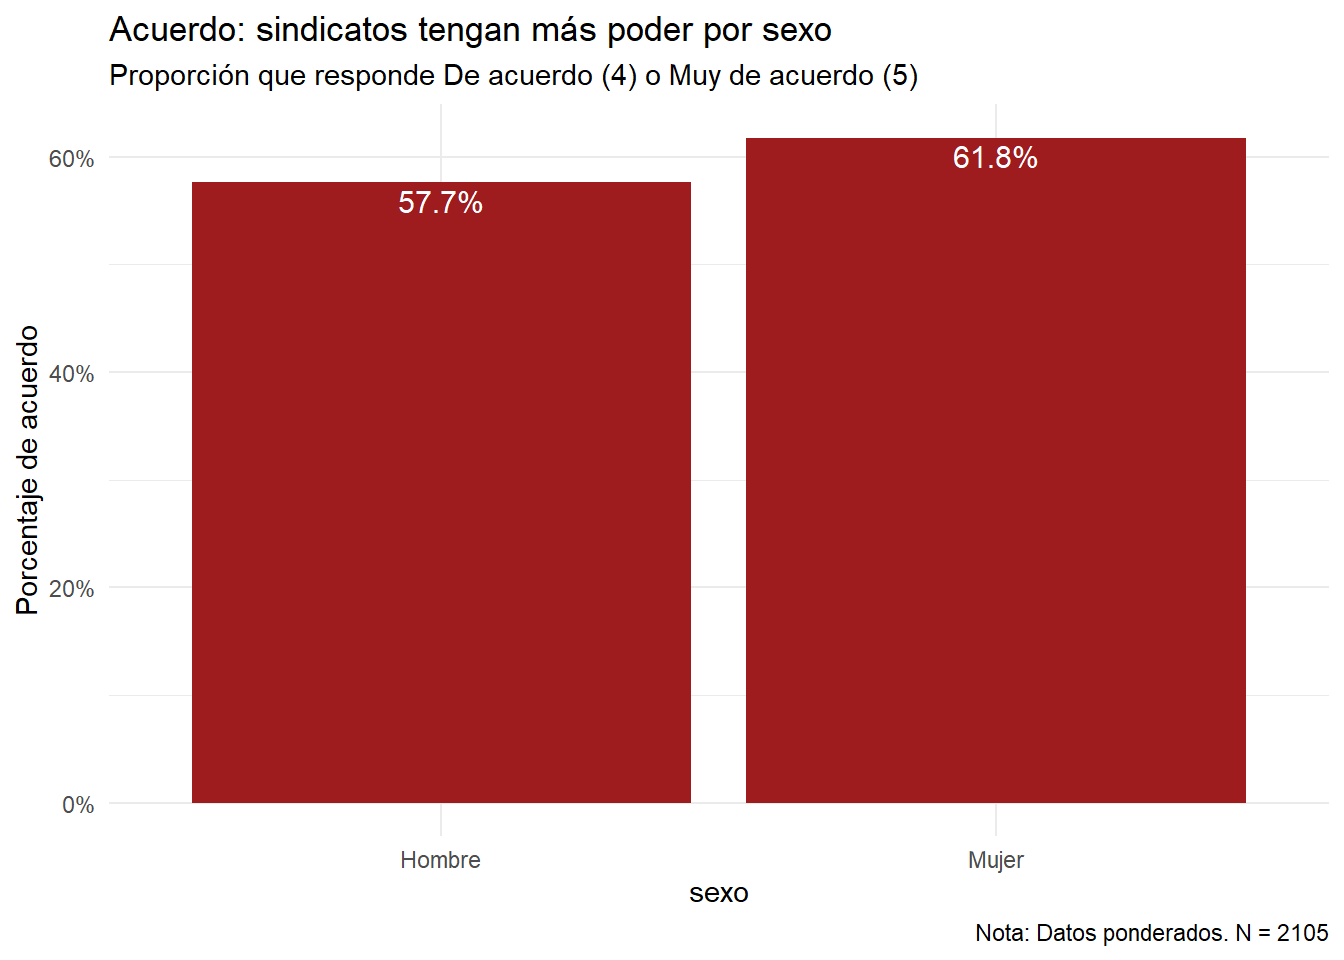 Acuerdo: sindicatos tengan más poder por sexo
Proporción que responde De acuerdo (4) o Muy de acuerdo (5)
Porcentaje de acuerdo
60%
40%
20%
0%
57.7%
61.8%
Hombre
Mujer
sexo
Nota: Datos ponderados. N = 2105